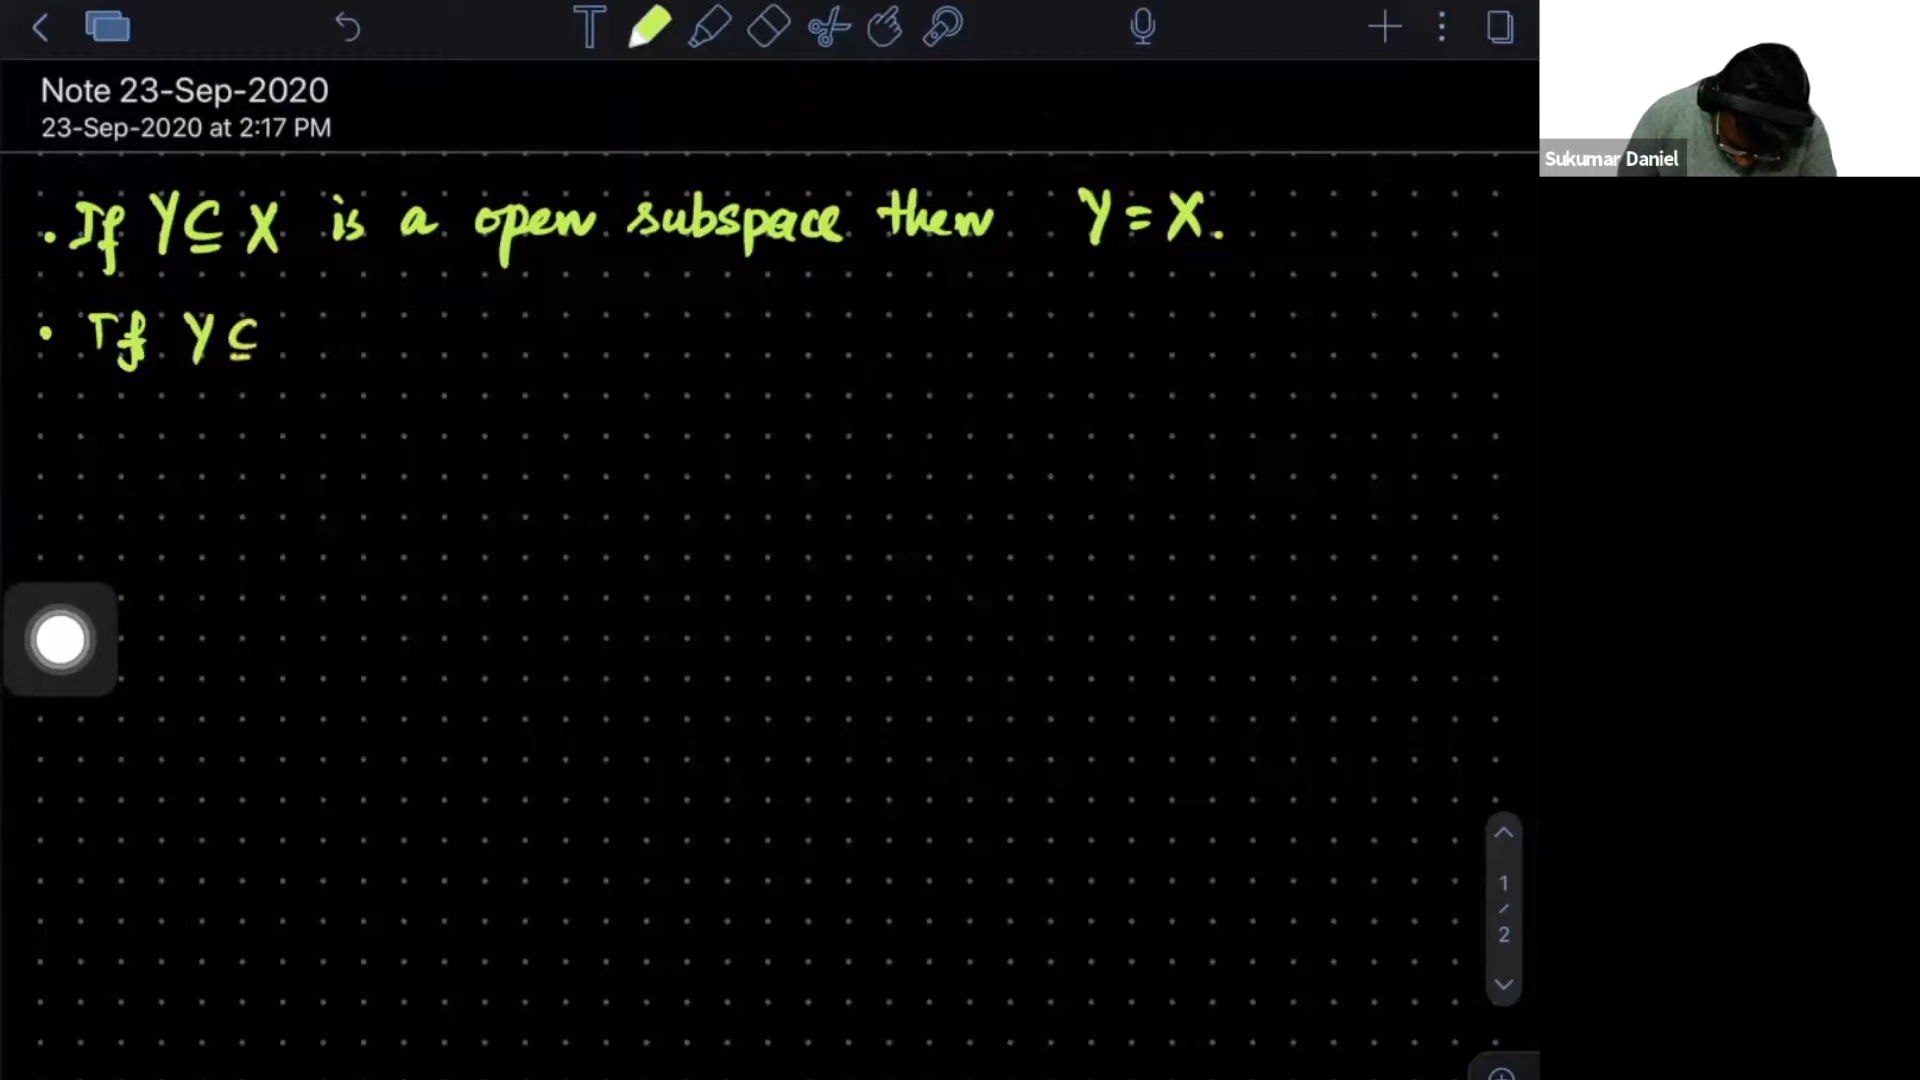 Note 23-Sep-2020
23-Sep-2020 at 2:17 PM
Sukumar Daniel
. If Y ⊆ X is a open subspace then Y = X.
• If Y ⊆
1
/
2